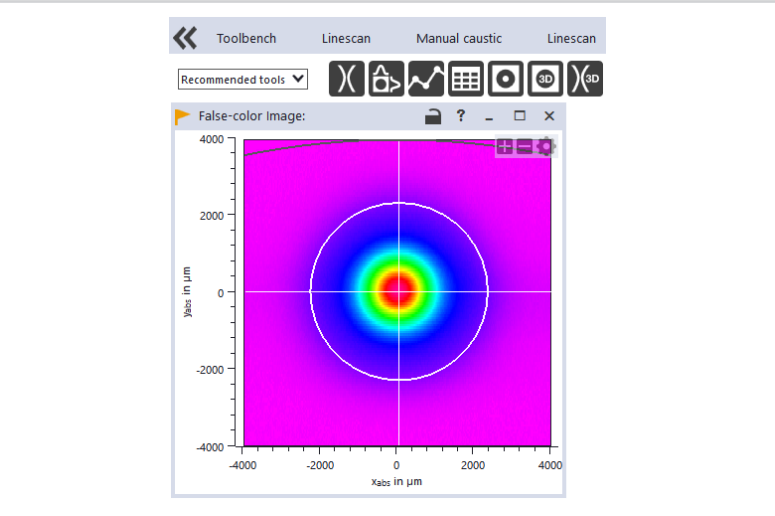 Toolbench Linescan Manual caustic Linescan
Recommended tools
3D 3D
False-color Image: ?
4000
2000
0
-2000
-4000
yabs in µm
-4000 -2000 0 2000 4000
xabs in µm